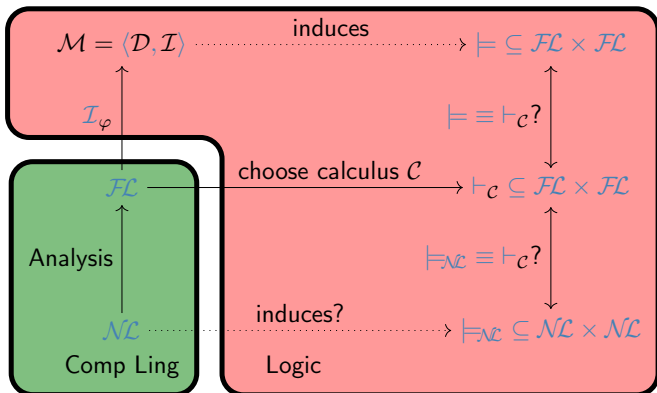 induces
ℳ = ⟨𝒟, ℐ⟩ ⊨ ⊆ ℱℒ × ℱℒ
ℐ_φ ⊨ ≡ ⊢_𝒞?
choose calculus 𝒞
ℱℒ ⊢_𝒞 ⊆ ℱℒ × ℱℒ
Analysis ⊨_𝒩ℒ ≡ ⊢_𝒞?
induces?
𝒩ℒ ⊨_𝒩ℒ ⊆ 𝒩ℒ × 𝒩ℒ
Comp Ling Logic